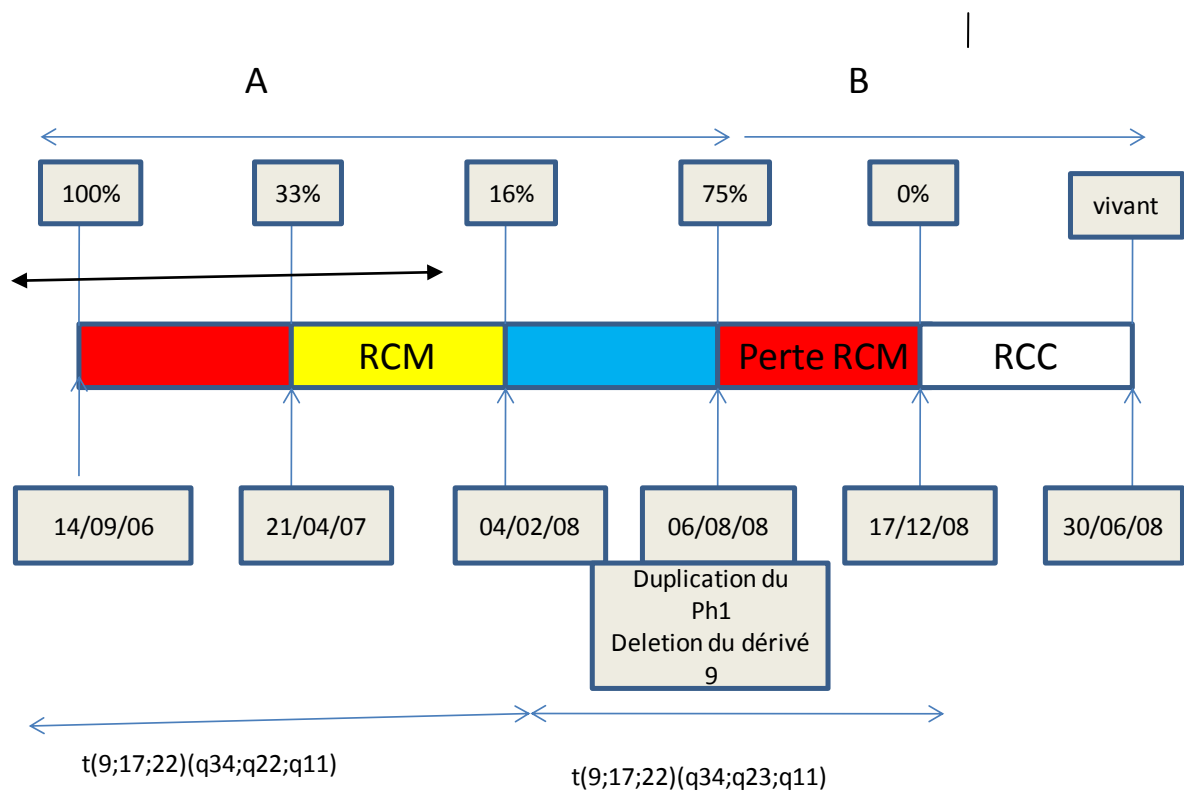 A
B
100%
33%
16%
75%
0%
vivant
RCM
Perte RCM
RCC
14/09/06
21/04/07
04/02/08
06/08/08
17/12/08
30/06/08
Duplication du
Ph1
Deletion du dérivé
9
t(9;17;22)(q34;q22;q11)
t(9;17;22)(q34;q23;q11)